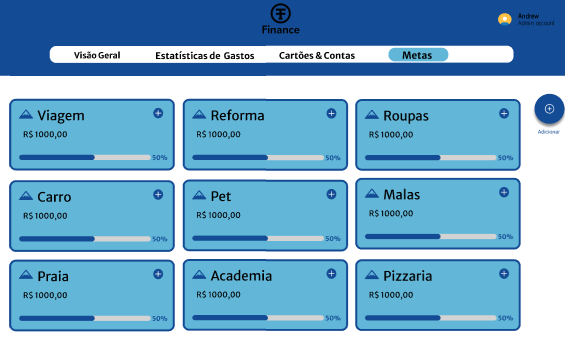 Finance
Andrew
Admin account
Visão Geral
Estatísticas de Gastos
Cartões & Contas
Metas
Viagem
R$ 1000,00
50%
Reforma
R$ 1000,00
50%
Roupas
R$ 1000,00
50%
Adicionar
Carro
R$ 1000,00
50%
Pet
R$ 1000,00
50%
Malas
R$ 1000,00
50%
Praia
R$ 1000,00
50%
Academia
R$ 1000,00
50%
Pizzaria
R$ 1000,00
50%